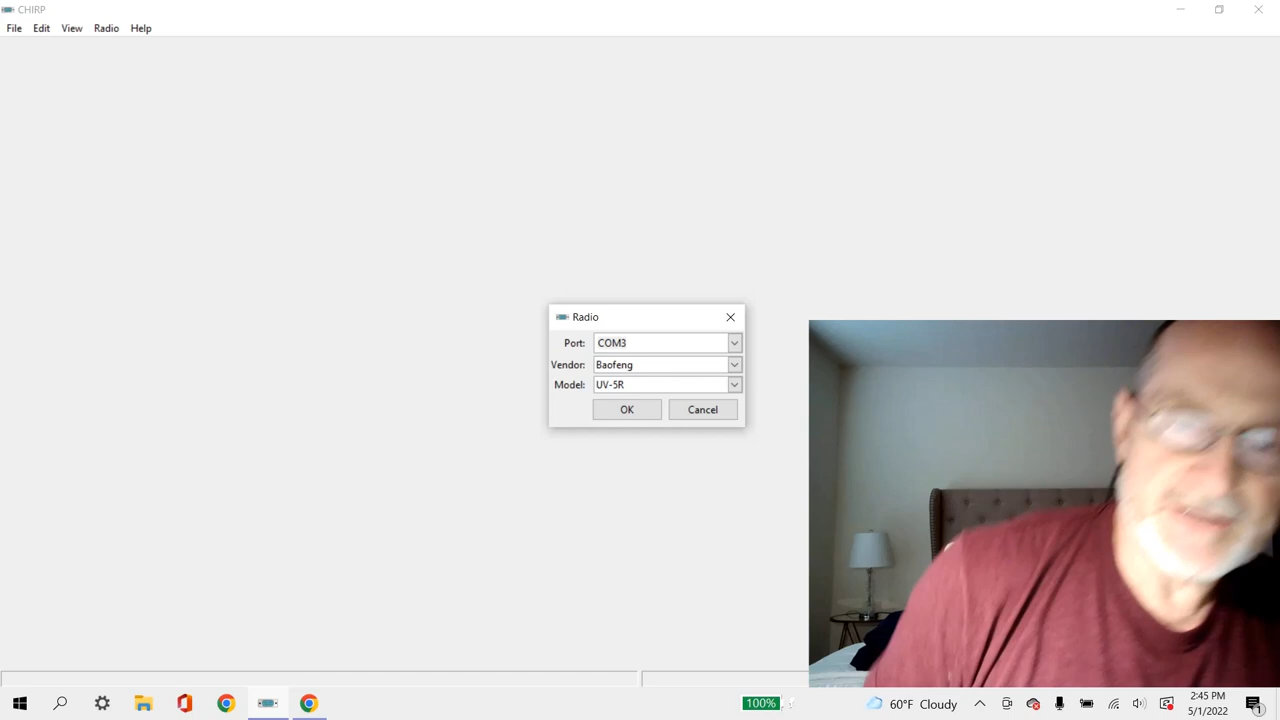 CHIRP
File Edit View Radio Help
Radio
Port: COM3
Vendor: Baofeng
Model: UV-5R
OK Cancel
100%
60°F Cloudy
2:45 PM
5/1/2022
1